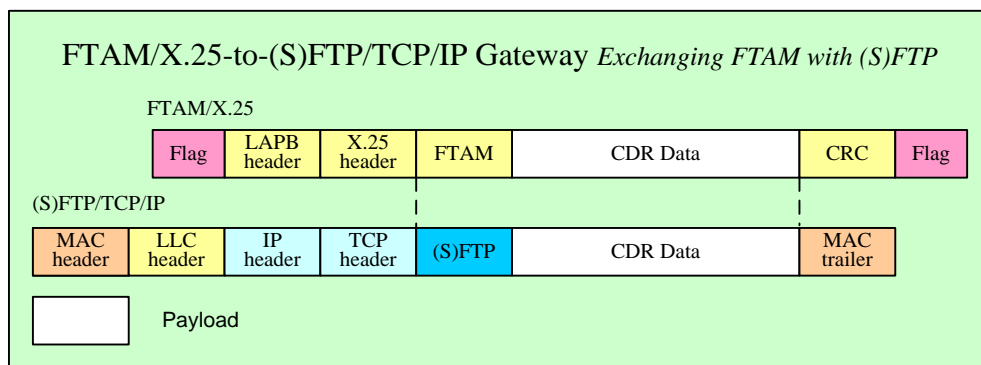 FTAM/X.25-to-(S)FTP/TCP/IP Gateway Exchanging FTAM with (S)FTP
FTAM/X.25
Flag LAPB header X.25 header FTAM CDR Data CRC Flag
(S)FTP/TCP/IP
MAC header LLC header IP header TCP header (S)FTP CDR Data MAC trailer
Payload